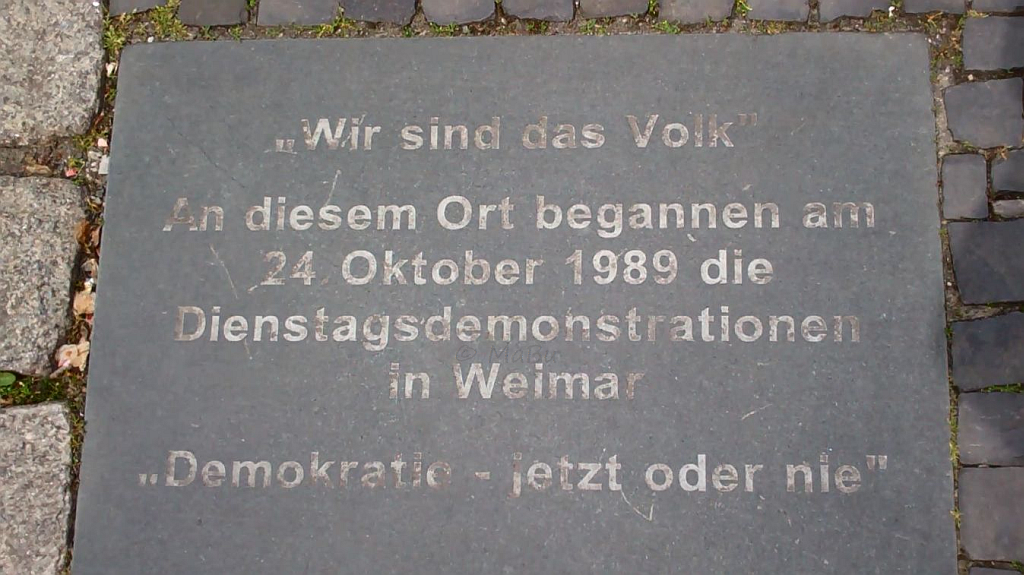 „Wir sind das Volk"
An diesem Ort begannen am
24. Oktober 1989 die
Dienstagsdemonstrationen
in Weimar
„Demokratie - jetzt oder nie"